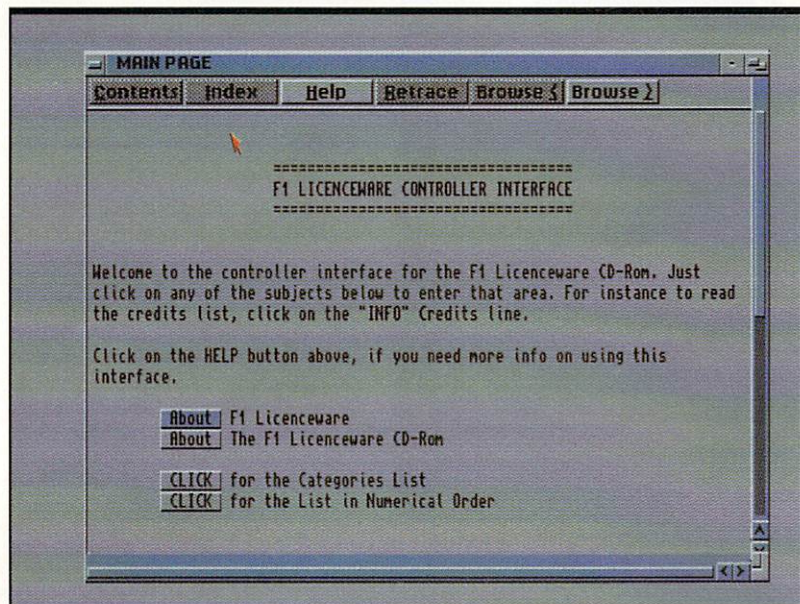 MAIN PAGE
Contents Index Help Retrace Browse < Browse >
==================================
F1 LICENCEWARE CONTROLLER INTERFACE
==================================
Welcome to the controller interface for the F1 Licenceware CD-Rom. Just
click on any of the subjects below to enter that area. For instance to read
the credits list, click on the "INFO" Credits line.
Click on the HELP button above, if you need more info on using this
interface.
About F1 Licenceware
About The F1 Licenceware CD-Rom
CLICK for the Categories List
CLICK for the List in Numerical Order